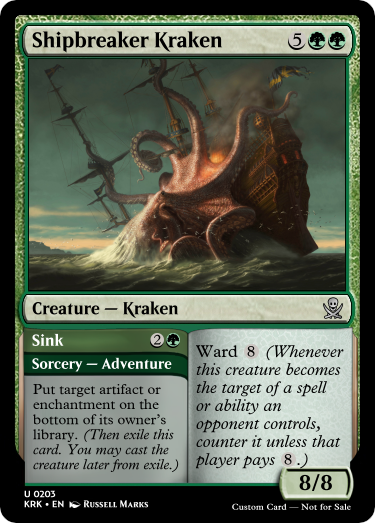 Shipbreaker Kraken 5
Creature — Kraken
Sink 2
Sorcery — Adventure
Put target artifact or
enchantment on the
bottom of its owner's
library. (Then exile this
card. You may cast the
creature later from exile.)
Ward 8 (Whenever
this creature becomes
the target of a spell
or ability an
opponent controls,
counter it unless that
player pays 8.)
8/8
U 0203
KRK • EN Russell Marks
Custom Card — Not for Sale